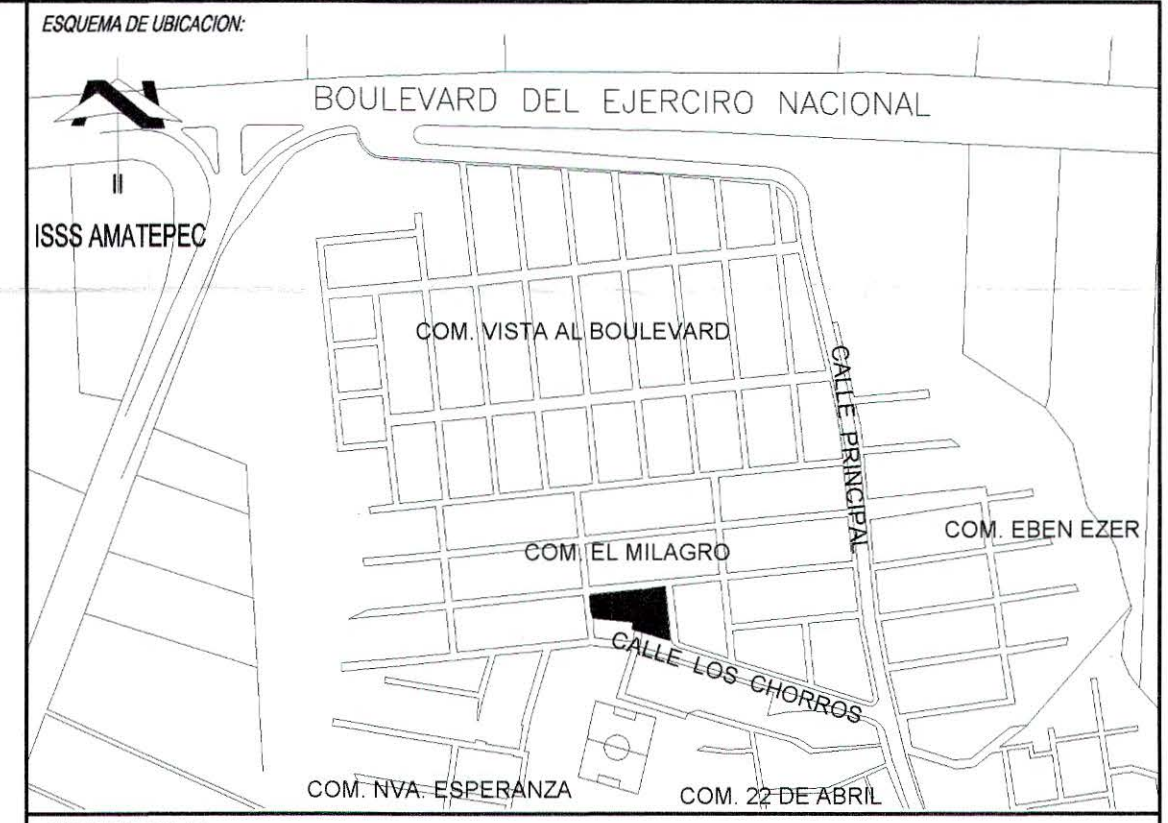 ESQUEMA DE UBICACION:
BOULEVARD DEL EJERCIRO NACIONAL
ISSS AMATEPEC
COM. VISTA AL BOULEVARD
CALLE PRINCIPAL
COM. EBEN EZER
COM. EL MILAGRO
CALLE LOS CHORROS
COM. NVA. ESPERANZA
COM. 22 DE ABRIL